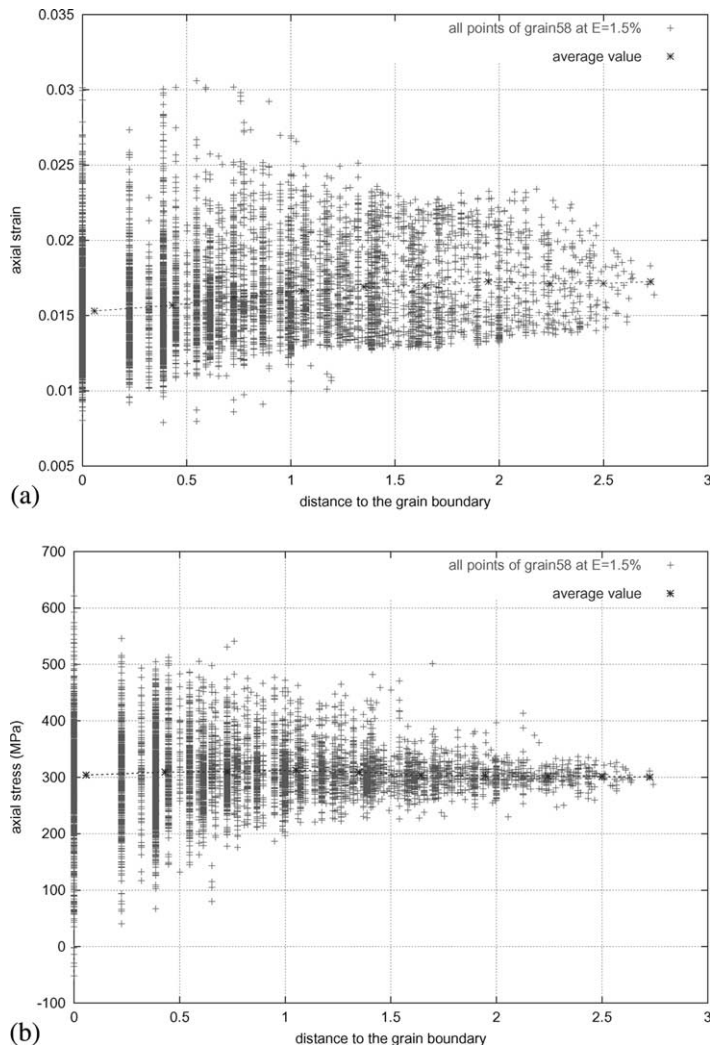 0.035
all points of grain58 at E=1.5%
average value
0.03
0.025
axial strain
0.02
0.015
0.01
0.005
0 0.5 1 1.5 2 2.5 3
(a)
distance to the grain boundary
700
all points of grain58 at E=1.5%
600
average value
500
400
axial stress (MPa)
300
200
100
0
-100
0 0.5 1 1.5 2 2.5 3
(b)
distance to the grain boundary